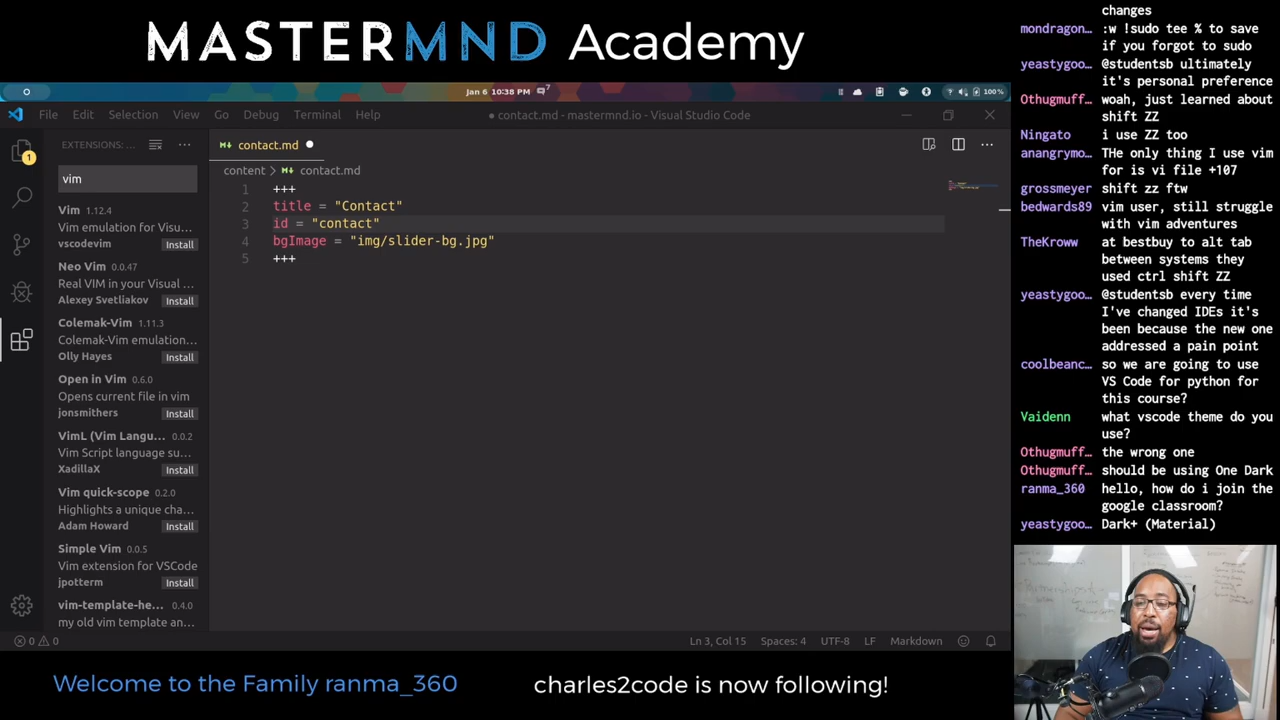 MASTERMND Academy
Jan 6 10:38 PM
7
100%
File Edit Selection View Go Debug Terminal Help
● contact.md - mastermnd.io - Visual Studio Code
EXTENSIONS: ...
contact.md
1
vim
content > contact.md
1 +++
2 title = "Contact"
3 id = "contact"
4 bgImage = "img/slider-bg.jpg"
5 +++
Vim 1.12.4
Vim emulation for Visu...
vscodevim Install
Neo Vim 0.0.47
Real VIM in your Visual ...
Alexey Svetliakov Install
Colemak-Vim 1.11.3
Colemak-Vim emulation...
Olly Hayes Install
Open in Vim 0.6.0
Opens current file in vim
jonsmithers Install
VimL (Vim Langu... 0.0.2
Vim Script language su...
XadillaX Install
Vim quick-scope 0.2.0
Highlights a unique cha...
Adam Howard Install
Simple Vim 0.0.5
Vim extension for VSCode
jpotterm Install
vim-template-he... 0.4.0
my old vim template an...
0 0
Ln 3, Col 15 Spaces: 4 UTF-8 LF Markdown
changes
mondragon… :w !sudo tee % to save
if you forgot to sudo
yeastygoo… @studentsb ultimately
it's personal preference
Othugmuff… woah, just learned about
shift ZZ
Ningato i use ZZ too
anangrymo… THe only thing I use vim
for is vi file +107
grossmeyer shift zz ftw
bedwards89 vim user, still struggle
with vim adventures
TheKroww at bestbuy to alt tab
between systems they
used ctrl shift ZZ
yeastygoo… @studentsb every time
I've changed IDEs it's
been because the new one
addressed a pain point
coolbeanc… so we are going to use
VS Code for python for
this course?
Vaidenn what vscode theme do you
use?
Othugmuff… the wrong one
Othugmuff… should be using One Dark
ranma_360 hello, how do i join the
google classroom?
yeastygoo… Dark+ (Material)
Welcome to the Family ranma_360
charles2code is now following!